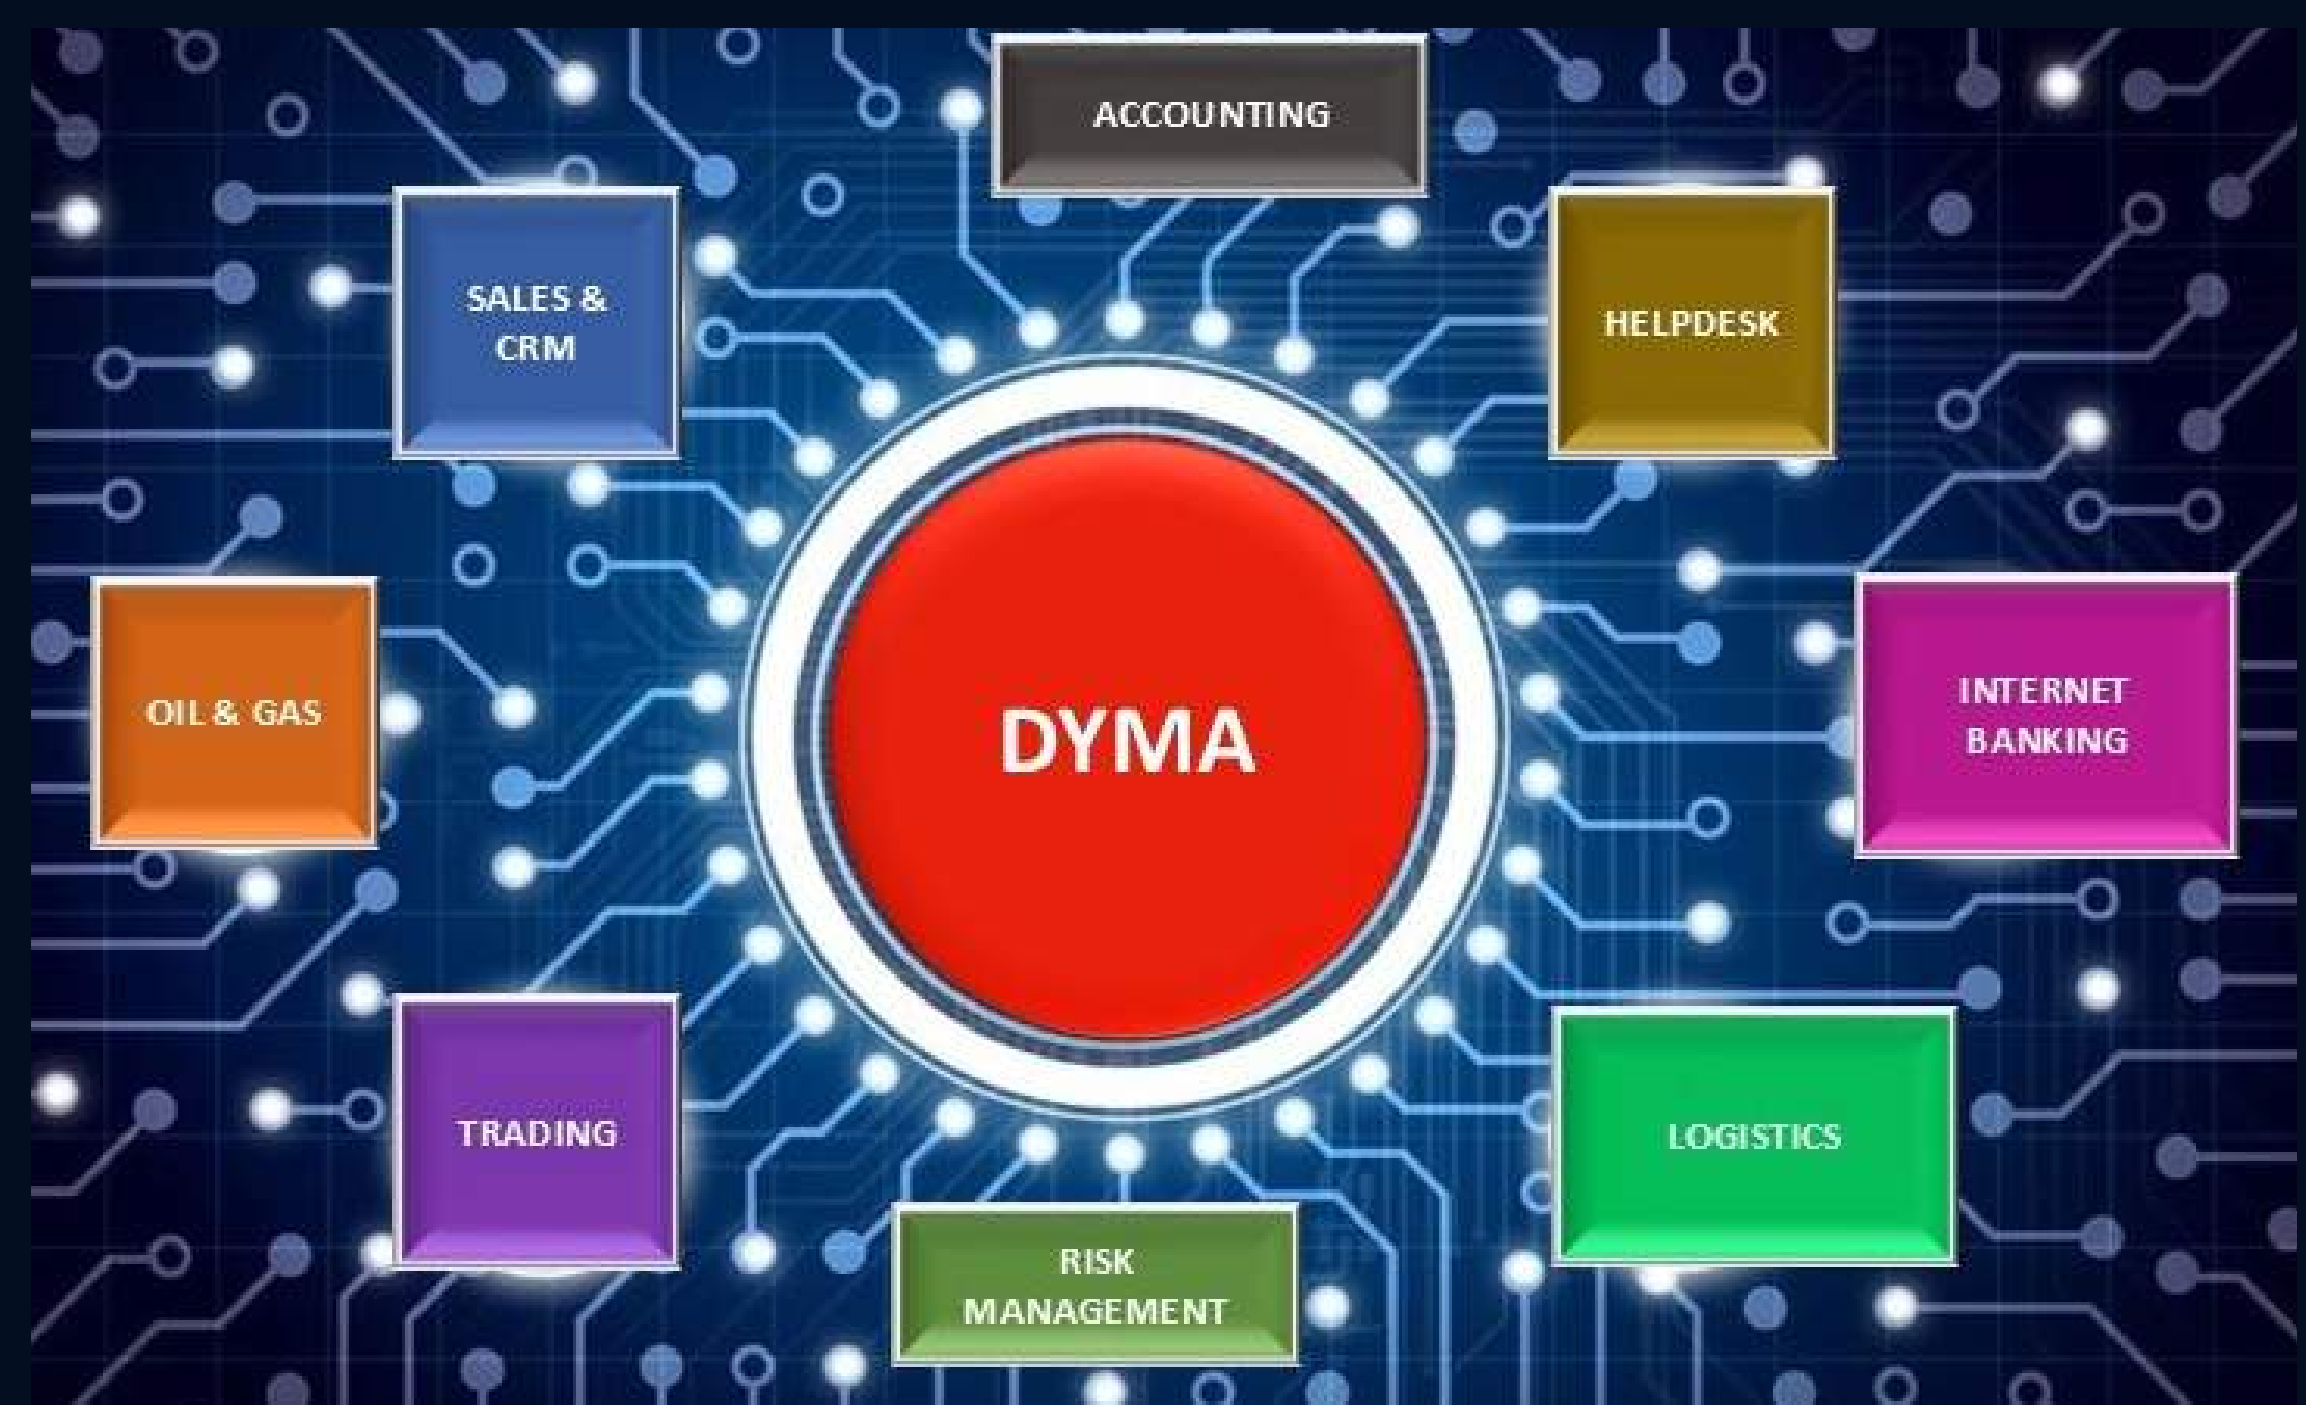 ACCOUNTING
SALES &
CRM
HELPDESK
OIL & GAS
DYMA
INTERNET
BANKING
TRADING
LOGISTICS
RISK
MANAGEMENT